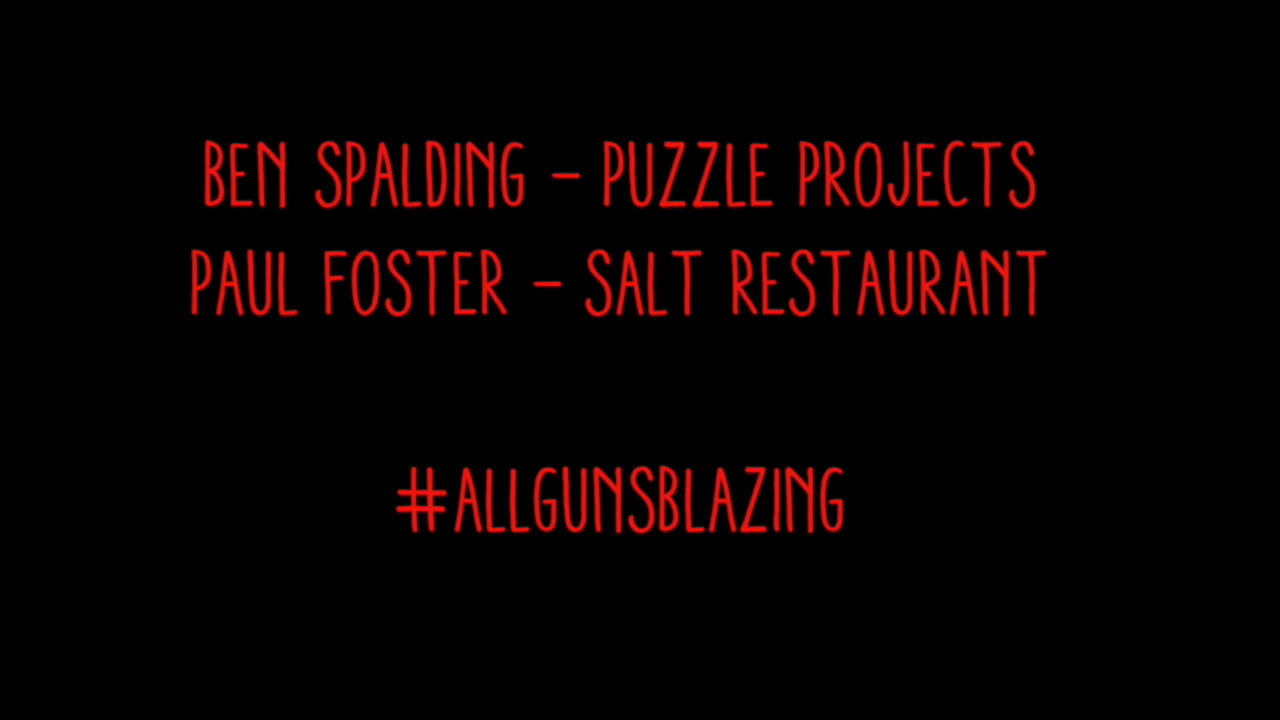 BEN SPALDING – PUZZLE PROJECTS
PAUL FOSTER – SALT RESTAURANT
#ALLGUNSBLAZING